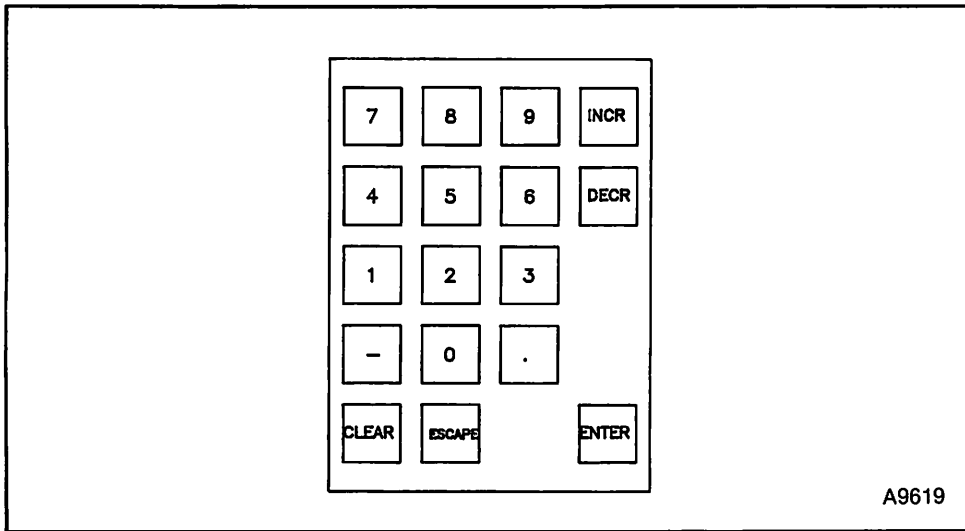 7 8 9 INCR
4 5 6 DECR
1 2 3
- 0 .
CLEAR ESCAPE ENTER
A9619